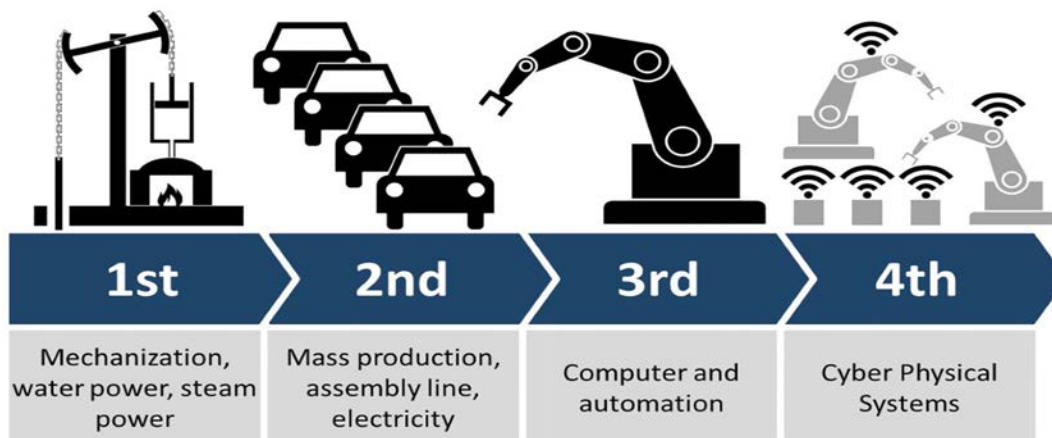 1st
2nd
3rd
4th
Mechanization,
water power, steam
power
Mass production,
assembly line,
electricity
Computer and
automation
Cyber Physical
Systems